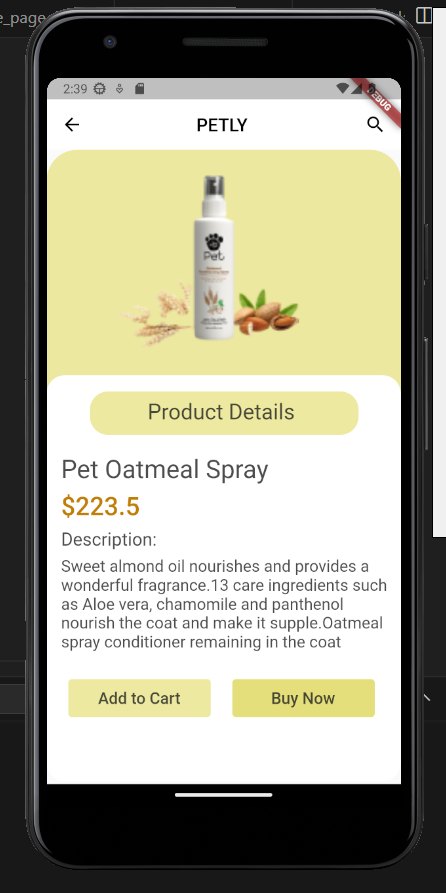 e_page
2:39
DEBUG
PETLY
Pet
Product Details
Pet Oatmeal Spray
$223.5
Description:
Sweet almond oil nourishes and provides a
wonderful fragrance.13 care ingredients such
as Aloe vera, chamomile and panthenol
nourish the coat and make it supple.Oatmeal
spray conditioner remaining in the coat
Add to Cart
Buy Now